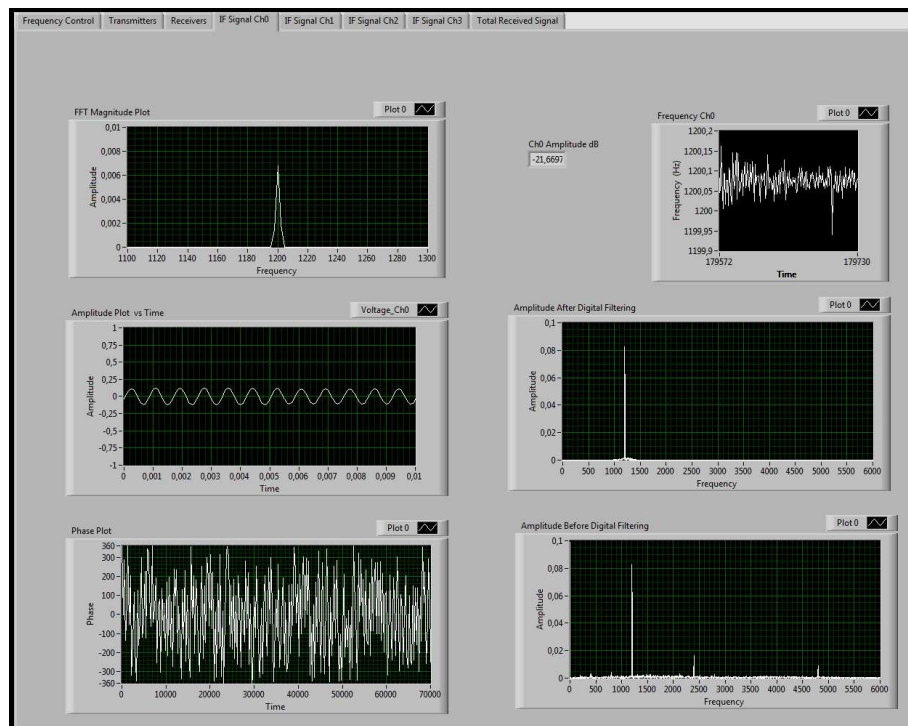 Frequency Control Transmitters Receivers IF Signal Ch0 IF Signal Ch1 IF Signal Ch2 IF Signal Ch3 Total Received Signal
FFT Magnitude Plot
Plot 0
0,01
0,008
0,006
0,004
0,002
0
Amplitude
1100 1120 1140 1160 1180 1200 1220 1240 1260 1280 1300
Frequency
Ch0 Amplitude dB
-21,6697
Frequency Ch0
Plot 0
1200,2
1200,15
1200,1
1200,05
1200
1199,95
1199,9
Frequency (Hz)
179572 179730
Time
Amplitude Plot vs Time
Voltage_Ch0
1
0,75
0,5
0,25
0
-0,25
-0,5
-0,75
-1
Amplitude
0 0,001 0,002 0,003 0,004 0,005 0,006 0,007 0,008 0,009 0,01
Time
Amplitude After Digital Filtering
Plot 0
0,1
0,08
0,06
0,04
0,02
0
Amplitude
0 500 1000 1500 2000 2500 3000 3500 4000 4500 5000 5500 6000
Frequency
Phase Plot
Plot 0
360
300
200
100
0
-100
-200
-300
-360
Phase
0 10000 20000 30000 40000 50000 60000 70000
Time
Amplitude Before Digital Filtering
Plot 0
0,1
0,08
0,06
0,04
0,02
0
Amplitude
0 500 1000 1500 2000 2500 3000 3500 4000 4500 5000 5500 6000
Frequency